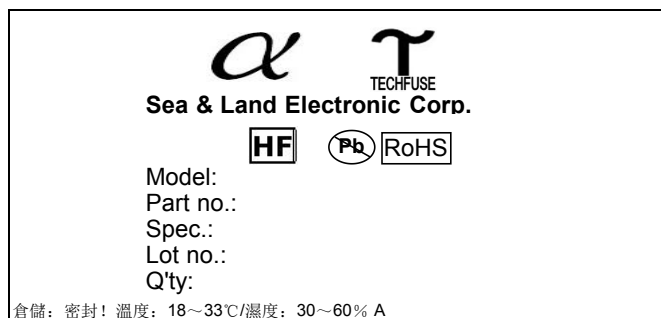 α T
TECHFUSE
Sea & Land Electronic Corp.
HF Pb RoHS
Model:
Part no.:
Spec.:
Lot no.:
Q'ty:
倉儲：密封！溫度：18～33℃/濕度：30～60% A